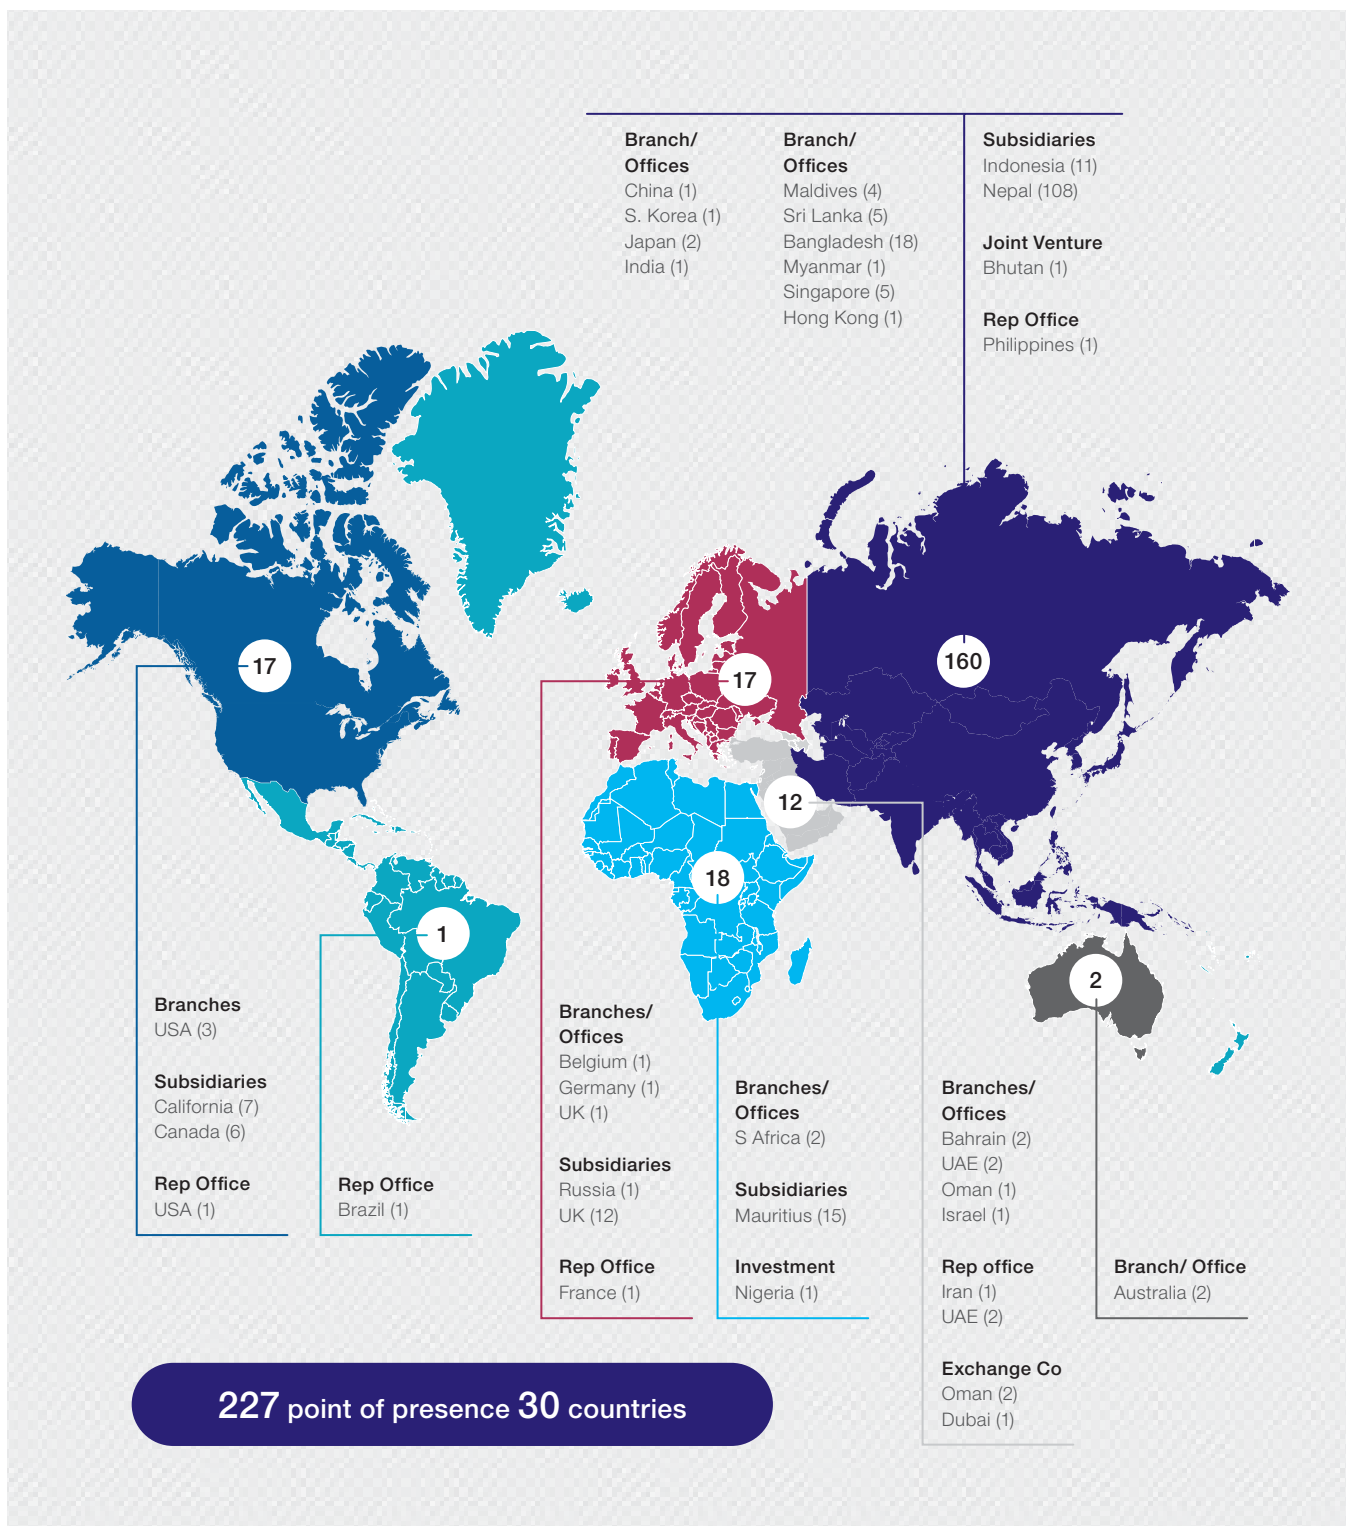 Branch/
Offices
China (1)
S. Korea (1)
Japan (2)
India (1)
Branch/
Offices
Maldives (4)
Sri Lanka (5)
Bangladesh (18)
Myanmar (1)
Singapore (5)
Hong Kong (1)
Subsidiaries
Indonesia (11)
Nepal (108)
Joint Venture
Bhutan (1)
Rep Office
Philippines (1)
17
17
160
12
18
1
2
Branches
USA (3)
Subsidiaries
California (7)
Canada (6)
Rep Office
USA (1)
Rep Office
Brazil (1)
Branches/
Offices
Belgium (1)
Germany (1)
UK (1)
Subsidiaries
Russia (1)
UK (12)
Rep Office
France (1)
Branches/
Offices
S Africa (2)
Subsidiaries
Mauritius (15)
Investment
Nigeria (1)
Branches/
Offices
Bahrain (2)
UAE (2)
Oman (1)
Israel (1)
Rep office
Iran (1)
UAE (2)
Exchange Co
Oman (2)
Dubai (1)
Branch/ Office
Australia (2)
227 point of presence 30 countries